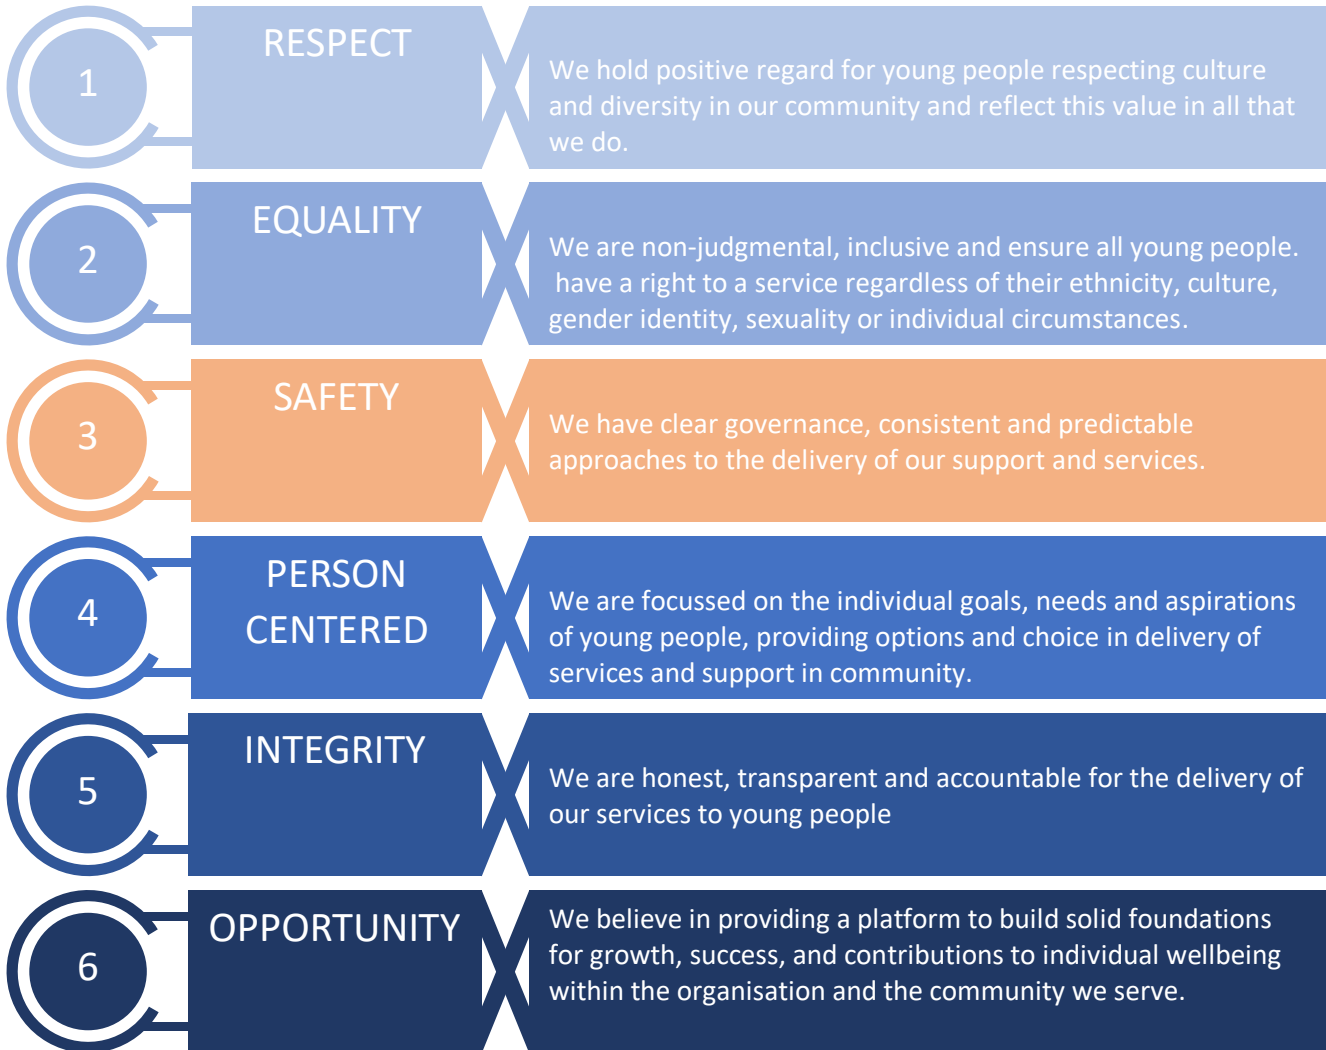 1
RESPECT
We hold positive regard for young people respecting culture
and diversity in our community and reflect this value in all that
we do.
2
EQUALITY
We are non-judgmental, inclusive and ensure all young people.
have a right to a service regardless of their ethnicity, culture,
gender identity, sexuality or individual circumstances.
3
SAFETY
We have clear governance, consistent and predictable
approaches to the delivery of our support and services.
4
PERSON
CENTERED
We are focussed on the individual goals, needs and aspirations
of young people, providing options and choice in delivery of
services and support in community.
5
INTEGRITY
We are honest, transparent and accountable for the delivery of
our services to young people
6
OPPORTUNITY
We believe in providing a platform to build solid foundations
for growth, success, and contributions to individual wellbeing
within the organisation and the community we serve.